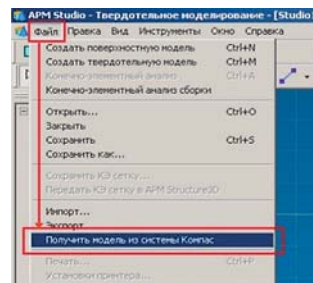 APM Studio - Твердотельное моделирование - [Studio
Файл Правка Вид Инструменты Окно Справка
Создать поверхностную модель Ctrl+N
Создать твердотельную модель Ctrl+M
Конечно-элементный анализ Ctrl+A
Конечно-элементный анализ сборки
Открыть... Ctrl+O
Закрыть
Сохранить Ctrl+S
Сохранить как...
Сохранить КЭ сетку...
Передать КЭ сетку в APM Structure3D
Импорт...
Экспорт
Получить модель из системы Компас
Печать... Ctrl+P
Установки принтера...